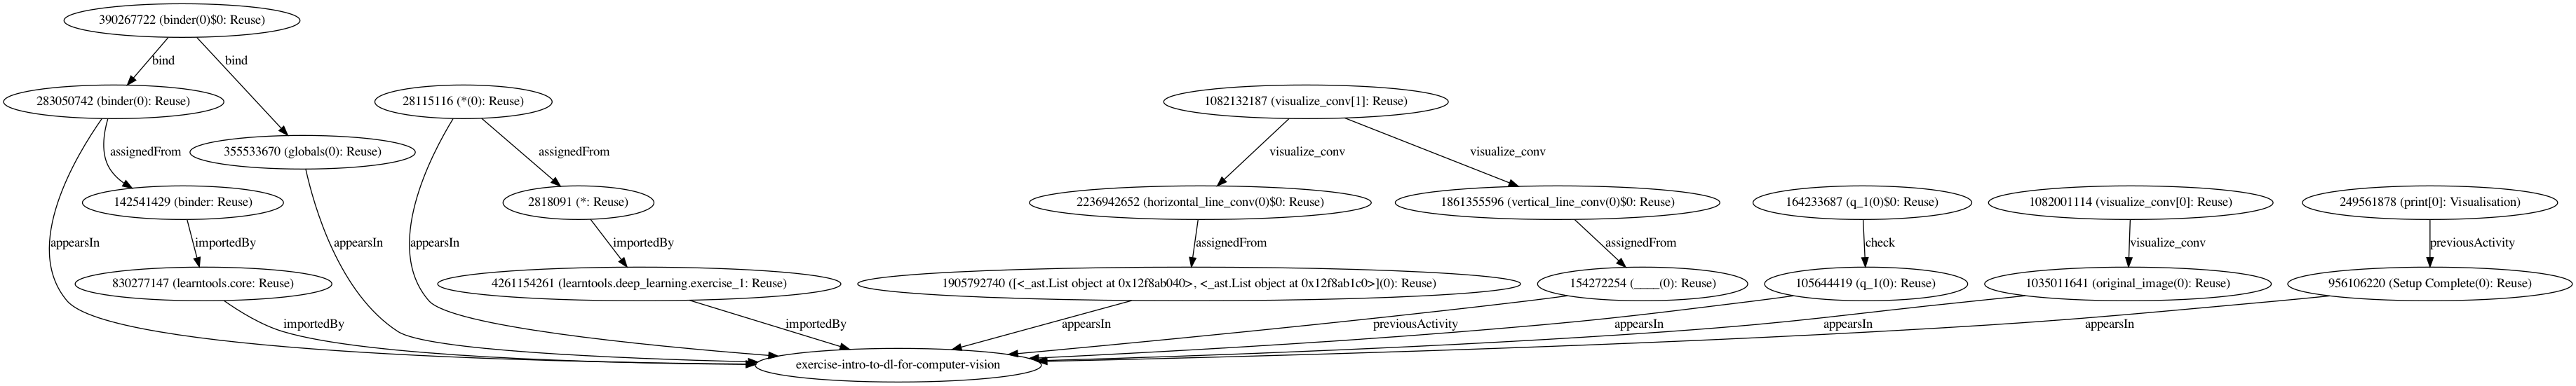 390267722 (binder(0)$0: Reuse)
bind
bind
283050742 (binder(0): Reuse)
28115116 (*(0): Reuse)
1082132187 (visualize_conv[1]: Reuse)
assignedFrom
355533670 (globals(0): Reuse)
assignedFrom
visualize_conv
visualize_conv
142541429 (binder: Reuse)
2818091 (*: Reuse)
2236942652 (horizontal_line_conv(0)$0: Reuse)
1861355596 (vertical_line_conv(0)$0: Reuse)
164233687 (q_1(0)$0: Reuse)
1082001114 (visualize_conv[0]: Reuse)
249561878 (print[0]: Visualisation)
appearsIn
importedBy
appearsIn
appearsIn
importedBy
assignedFrom
assignedFrom
check
visualize_conv
previousActivity
830277147 (learntools.core: Reuse)
4261154261 (learntools.deep_learning.exercise_1: Reuse)
1905792740 ([<_ast.List object at 0x12f8ab040>, <_ast.List object at 0x12f8ab1c0>](0): Reuse)
154272254 (____(0): Reuse)
105644419 (q_1(0): Reuse)
1035011641 (original_image(0): Reuse)
956106220 (Setup Complete(0): Reuse)
importedBy
importedBy
appearsIn
previousActivity
appearsIn
appearsIn
appearsIn
exercise-intro-to-dl-for-computer-vision